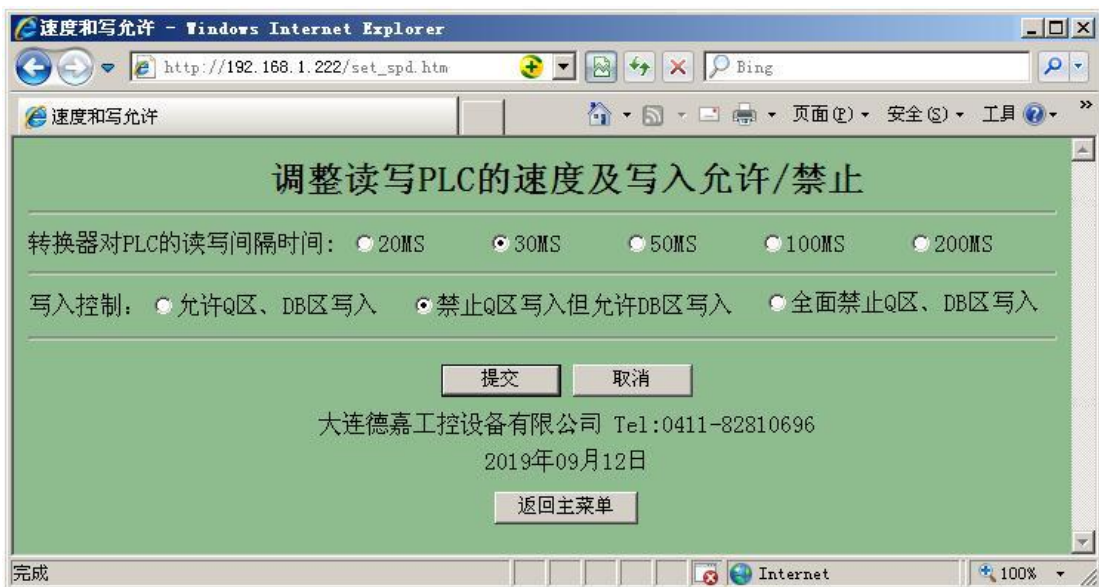 速度和写允许 - Windows Internet Explorer
http://192.168.1.222/set_spd.htm Bing
速度和写允许 页面(P) 安全(S) 工具 »
调整读写PLC的速度及写入允许/禁止
转换器对PLC的读写间隔时间: 20MS 30MS 50MS 100MS 200MS
写入控制: 允许Q区、DB区写入 禁止Q区写入但允许DB区写入 全面禁止Q区、DB区写入
提交 取消
大连德嘉工控设备有限公司 Tel:0411-82810696
2019年09月12日
返回主菜单
完成 Internet 100%